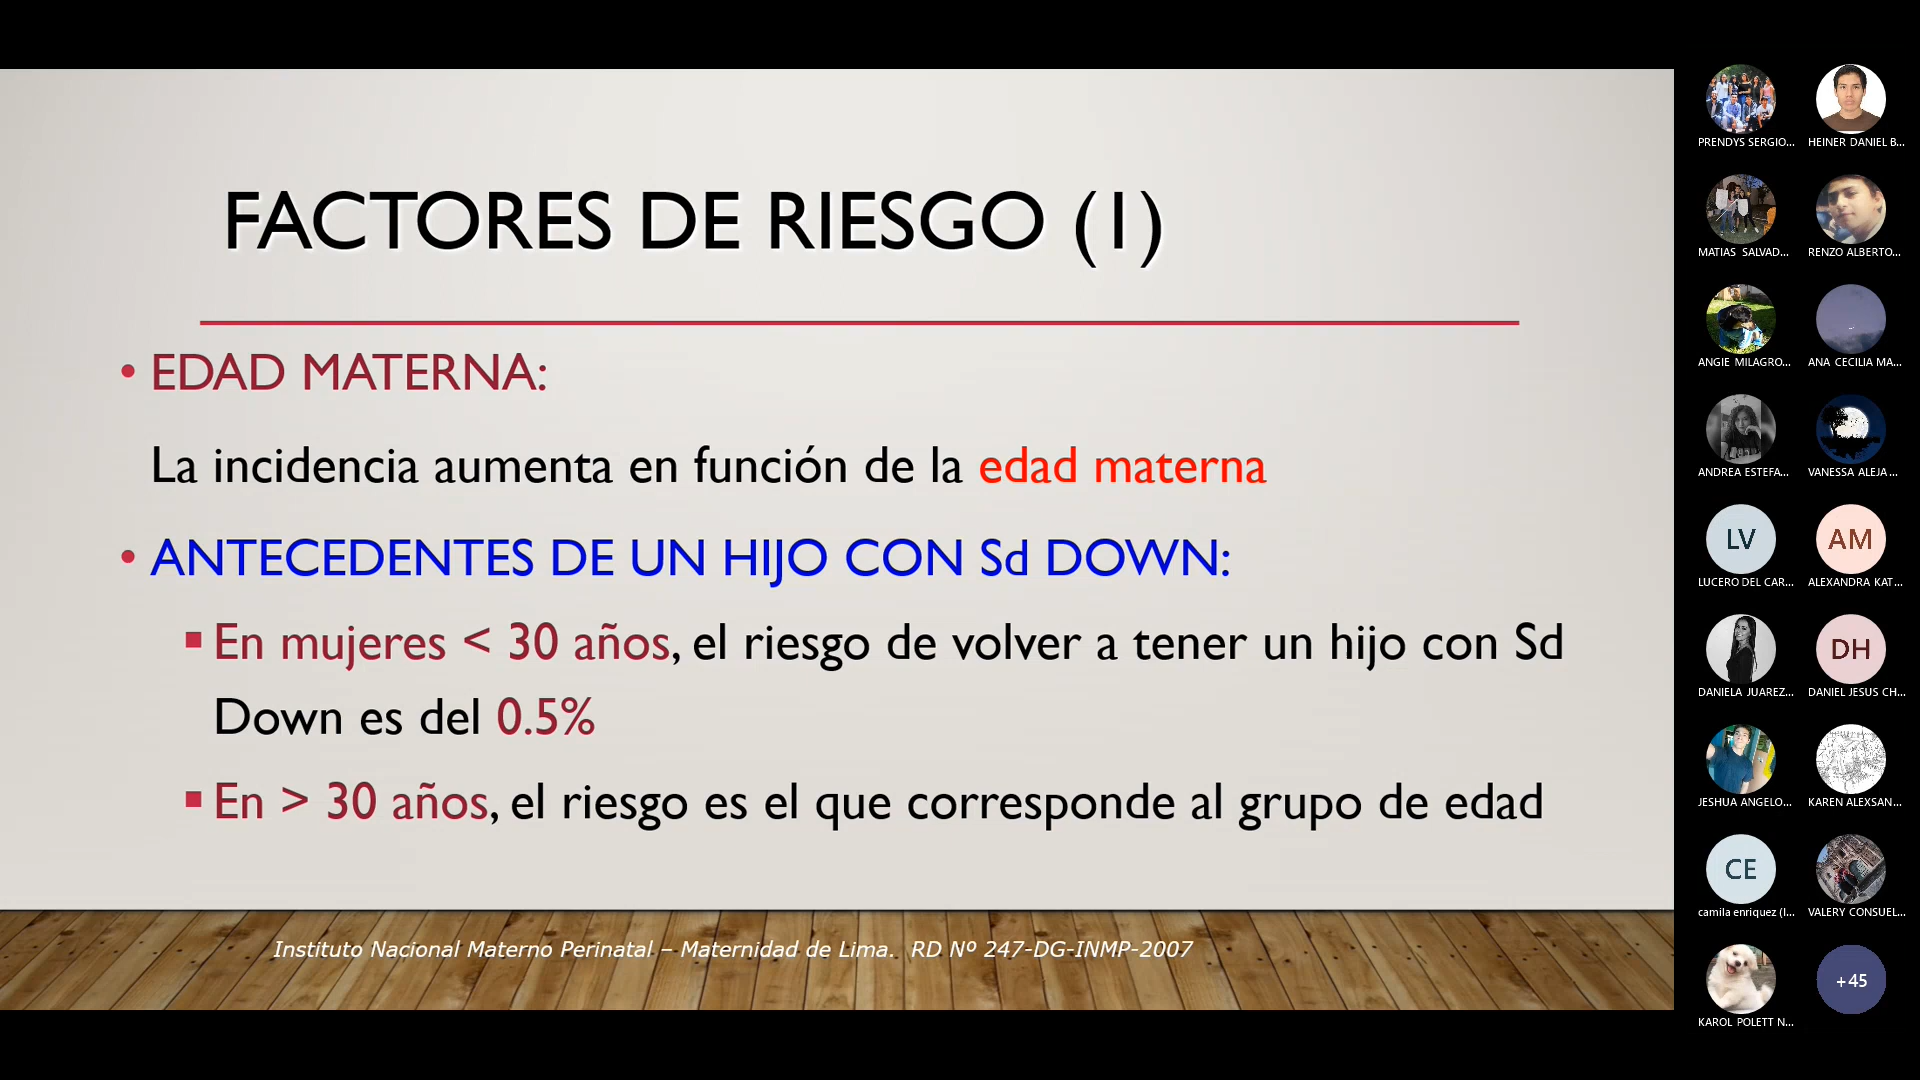 FACTORES DE RIESGO (1)
• EDAD MATERNA:
La incidencia aumenta en función de la edad materna
• ANTECEDENTES DE UN HIJO CON Sd DOWN:
▪ En mujeres < 30 años, el riesgo de volver a tener un hijo con Sd
Down es del 0.5%
▪ En > 30 años, el riesgo es el que corresponde al grupo de edad
Instituto Nacional Materno Perinatal – Maternidad de Lima. RD Nº 247-DG-INMP-2007
PRENDYS SERGIO...
HEINER DANIEL B...
MATIAS SALVAD...
RENZO ALBERTO...
ANGIE MILAGRO...
ANA CECILIA MA...
ANDREA ESTEFA...
VANESSA ALEJA...
LV
LUCERO DEL CAR...
AM
ALEXANDRA KAT...
DANIELA JUAREZ...
DH
DANIEL JESUS CH...
JESHUA ANGELO...
KAREN ALEXSAN...
CE
camila enriquez (I...
VALERY CONSUEL...
KAROL POLETT N...
+45